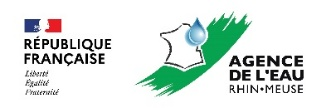 RÉPUBLIQUE
FRANÇAISE
Liberté
Égalité
Fraternité
AGENCE
DE L'EAU
RHIN•MEUSE